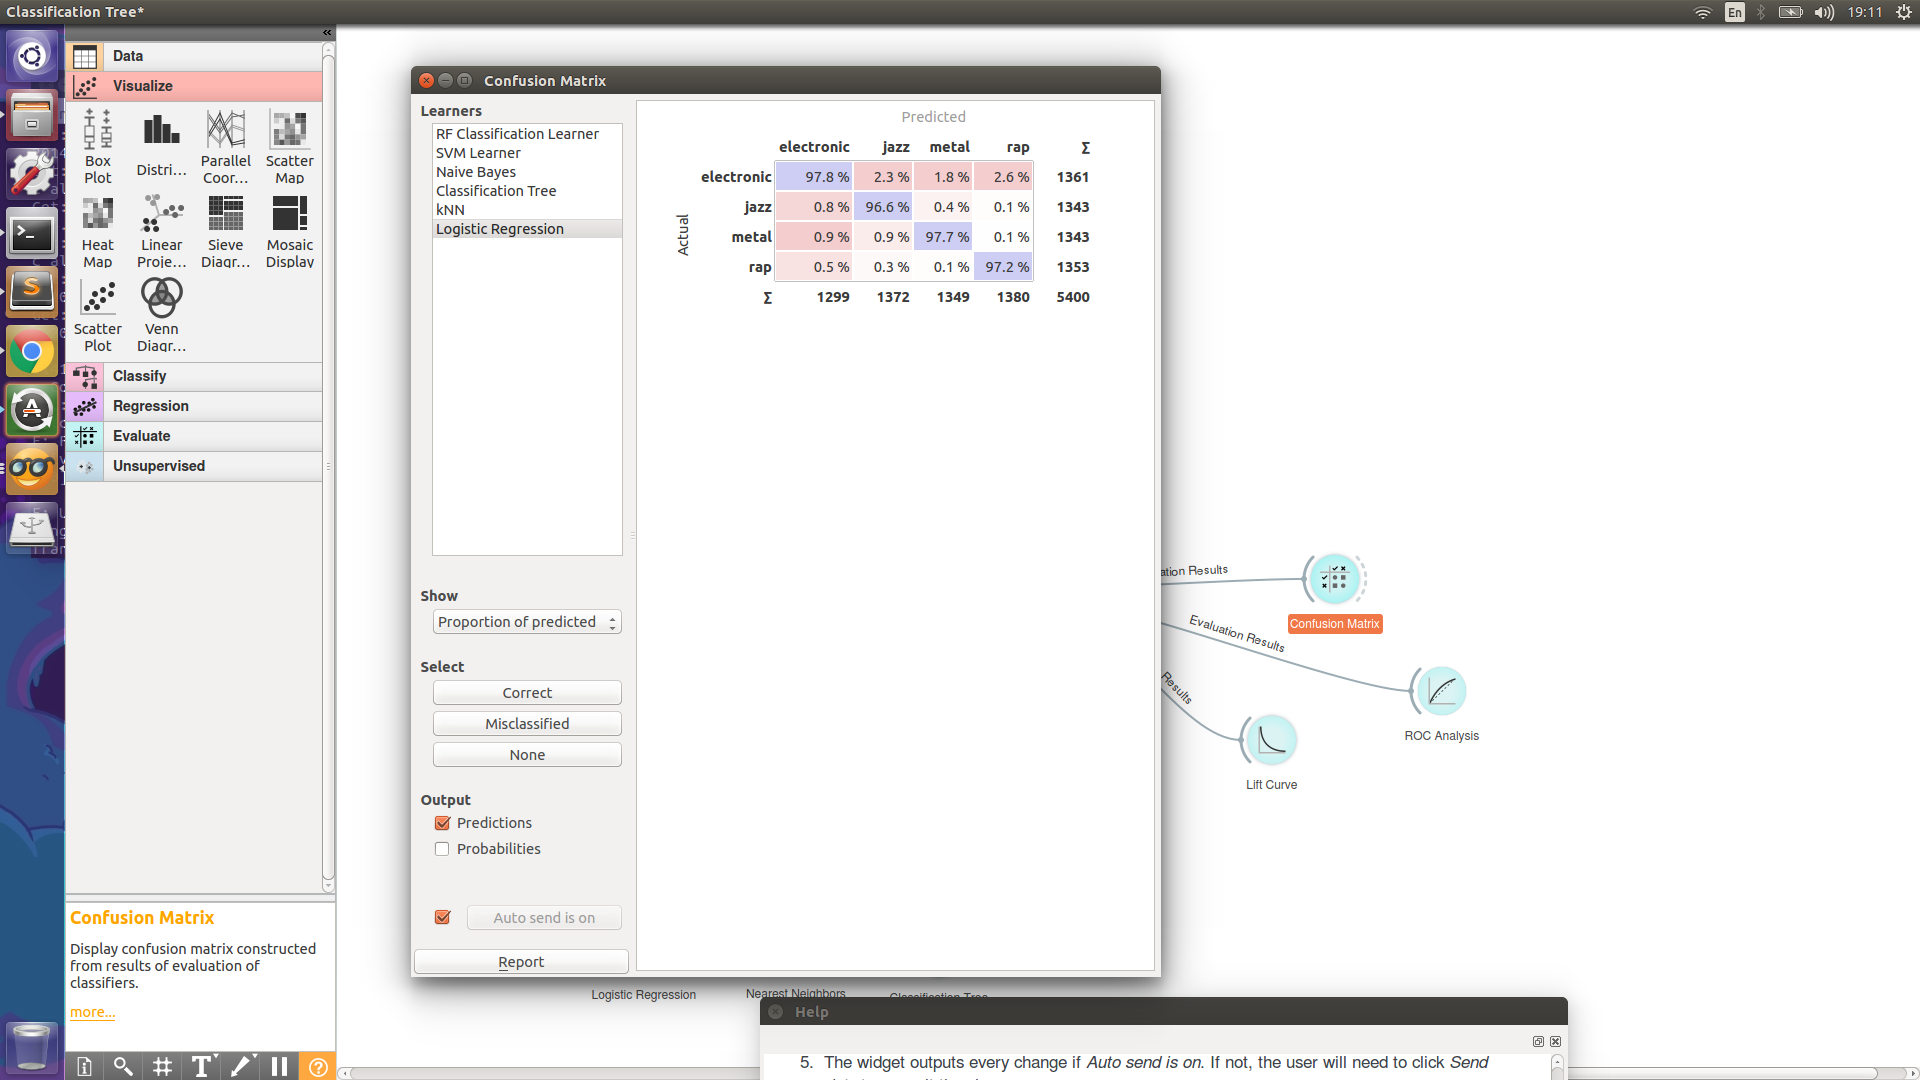 Classification Tree*
En
19:11
Data
Visualize
Box Plot
Distri...
Parallel Coor...
Scatter Map
Heat Map
Linear Proje...
Sieve Diagr...
Mosaic Display
Scatter Plot
Venn Diagr...
Classify
Regression
Evaluate
Unsupervised
Confusion Matrix
Display confusion matrix constructed
from results of evaluation of
classifiers.
more...
Confusion Matrix
Learners
RF Classification Learner
SVM Learner
Naive Bayes
Classification Tree
kNN
Logistic Regression
Show
Proportion of predicted
Select
Correct
Misclassified
None
Output
Predictions
Probabilities
Auto send is on
Report
Predicted
electronic jazz metal rap Σ
Actual
electronic 97.8 % 2.3 % 1.8 % 2.6 % 1361
jazz 0.8 % 96.6 % 0.4 % 0.1 % 1343
metal 0.9 % 0.9 % 97.7 % 0.1 % 1343
rap 0.5 % 0.3 % 0.1 % 97.2 % 1353
Σ 1299 1372 1349 1380 5400
Results
Confusion Matrix
Evaluation Results
ROC Analysis
Results
Lift Curve
Logistic Regression
Nearest Neighbors
Classification Tree
Help
5. The widget outputs every change if Auto send is on. If not, the user will need to click Send